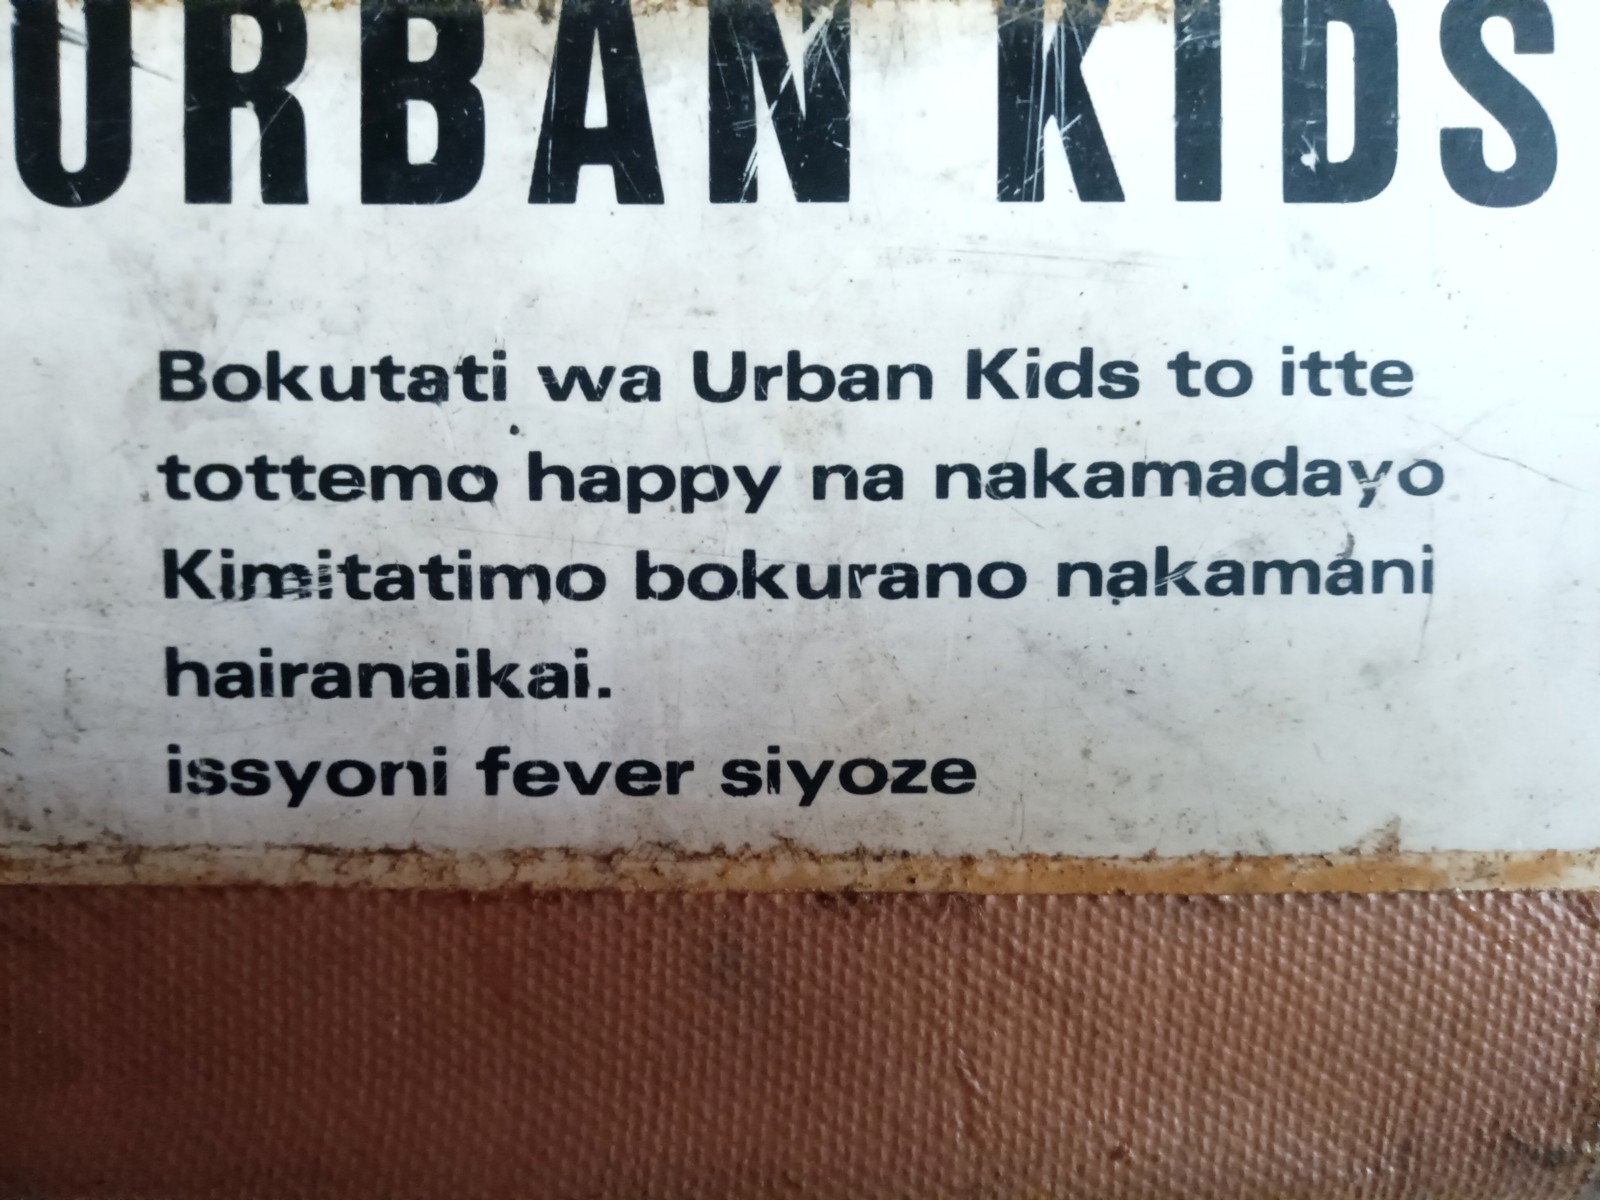 URBAN KIDS
Bokutati wa Urban Kids to itte
tottemo happy na nakamadayo
Kimitatimo bokurano nakamani
hairanaikai.
issyoni fever siyoze